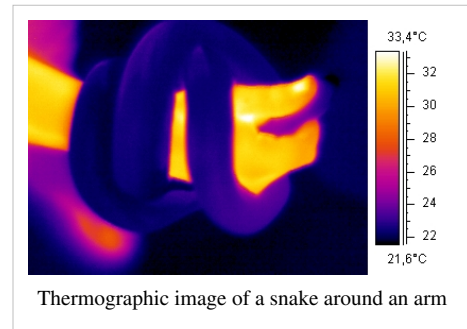 33,4°C
32
30
28
26
24
22
21,6°C
Thermographic image of a snake around an arm